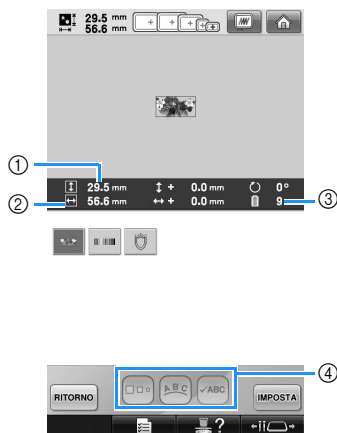 29.5 mm
56.6 mm
① 29.5 mm + 0.0 mm 0°
② 56.6 mm + 0.0 mm 9 ③
④
ABC ABC
RITORNO IMPOSTA
?